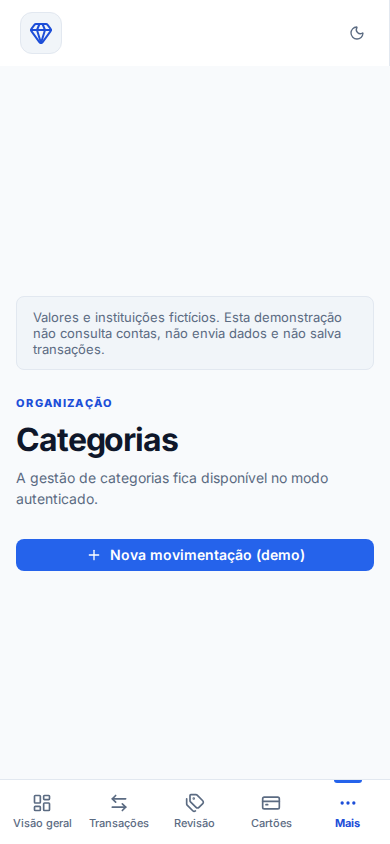 Valores e instituições fictícios. Esta demonstração
não consulta contas, não envia dados e não salva
transações.
ORGANIZAÇÃO
Categorias
A gestão de categorias fica disponível no modo
autenticado.
Nova movimentação (demo)
Visão geral
Transações
Revisão
Cartões
Mais